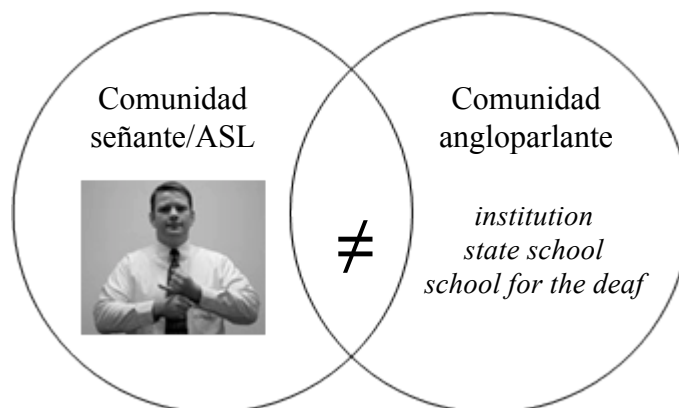 Comunidad
señante/ASL
Comunidad
angloparlante
≠
institution
state school
school for the deaf